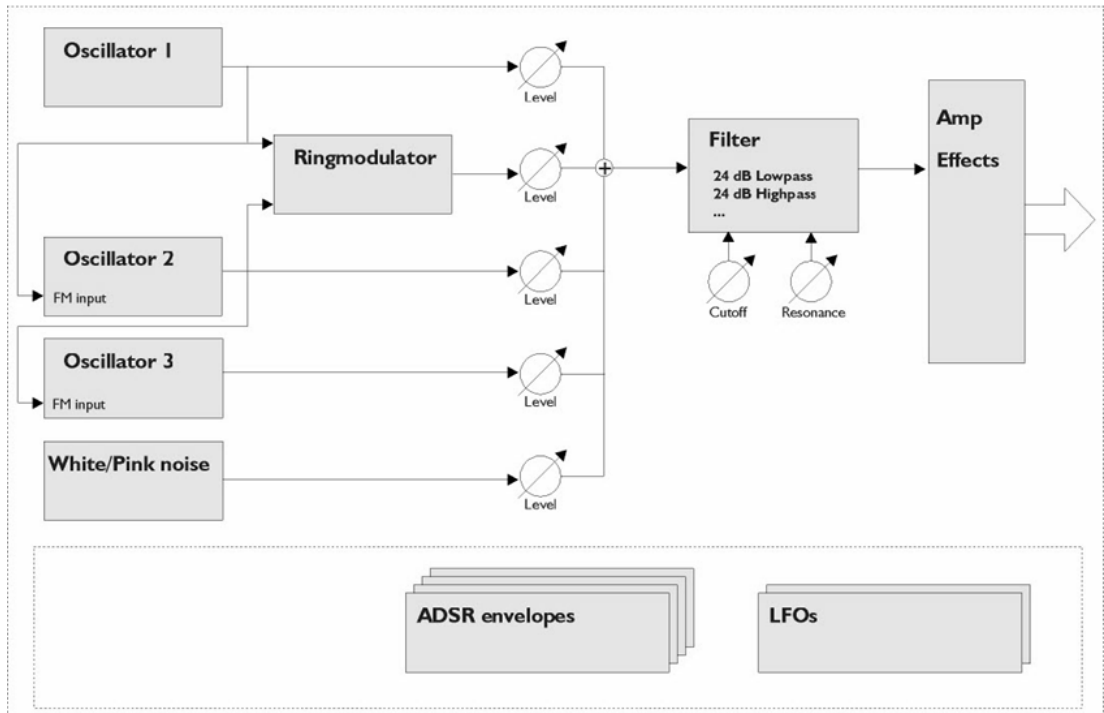 Oscillator 1
Level
Ringmodulator
Level
Oscillator 2
FM input
Level
Oscillator 3
FM input
Level
White/Pink noise
Level
Filter
24 dB Lowpass
24 dB Highpass
...
Cutoff
Resonance
Amp
Effects
ADSR envelopes
LFOs